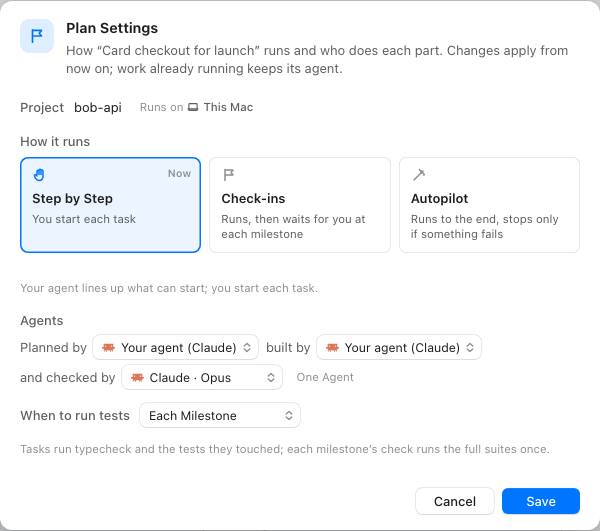 Plan Settings
How “Card checkout for launch” runs and who does each part. Changes apply from
now on; work already running keeps its agent.
Project bob-api Runs on This Mac
How it runs
Now
Step by Step
You start each task
Check-ins
Runs, then waits for you at
each milestone
Autopilot
Runs to the end, stops only
if something fails
Your agent lines up what can start; you start each task.
Agents
Planned by Your agent (Claude) built by Your agent (Claude)
and checked by Claude · Opus One Agent
When to run tests Each Milestone
Tasks run typecheck and the tests they touched; each milestone's check runs the full suites once.
Cancel Save